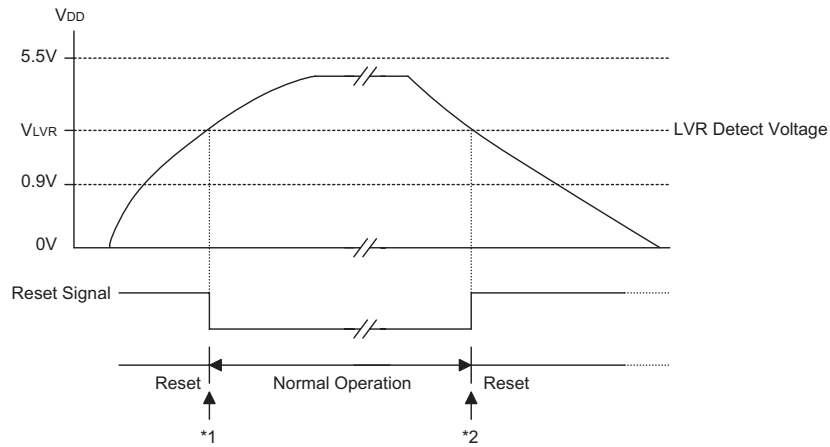 VDD
5.5V
VLVR
LVR Detect Voltage
0.9V
0V
Reset Signal
Reset
Normal Operation
Reset
*1
*2